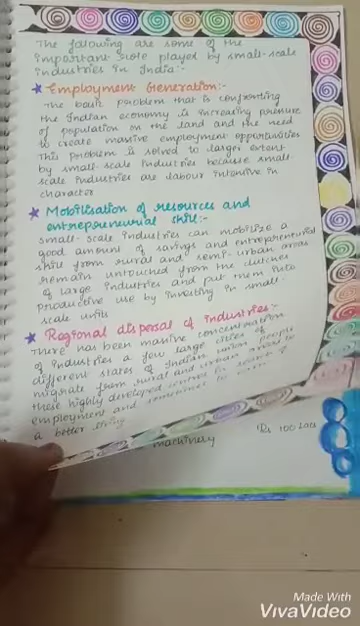 The following are some of the
important role played by small-scale
industries in India:-
★ Employment Generation:-
The basic problem that is confronting
the Indian economy is increasing pressure
of population on the land and the need
to create massive employment opportunities
This problem is solved to larger extent
by small-scale industries because small-
scale industries are labour intensive in
character
★ Mobilisation of resources and
entrepreneurial skill:-
Small-scale industries can mobilize a
good amount of savings and entrepreneurial
skill from rural and semi-urban areas
remain untouched from the clutches
of large industries and put them into
productive use by investing in small-
scale units
★ Regional dispersal of industries:-
There has been massive concentration
of industries a few large cities of
different states of Indian union people
migrate from rural and urban
these highly developed centres in search of
employment and sometimes to earn
a better living
machinery
Rs 100
Made With
VivaVideo